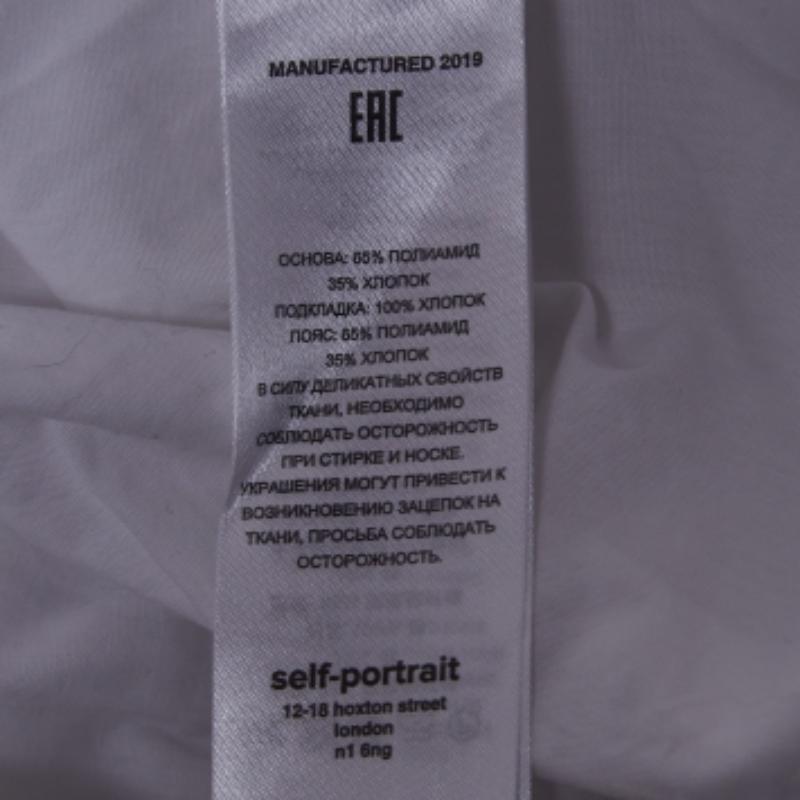 MANUFACTURED 2019
EAC
ОСНОВА: 65% ПОЛИАМИД
35% ХЛОПОК
ПОДКЛАДКА: 100% ХЛОПОК
ПОЯС: 65% ПОЛИАМИД
35% ХЛОПОК
В СИЛУ ДЕЛИКАТНЫХ СВОЙСТВ
ТКАНИ, НЕОБХОДИМО
СОБЛЮДАТЬ ОСТОРОЖНОСТЬ
ПРИ СТИРКЕ И НОСКЕ.
УКРАШЕНИЯ МОГУТ ПРИВЕСТИ К
ВОЗНИКНОВЕНИЮ ЗАЦЕПОК НА
ТКАНИ, ПРОСЬБА СОБЛЮДАТЬ
ОСТОРОЖНОСТЬ.
self-portrait
12-18 hoxton street
london
n1 6ng